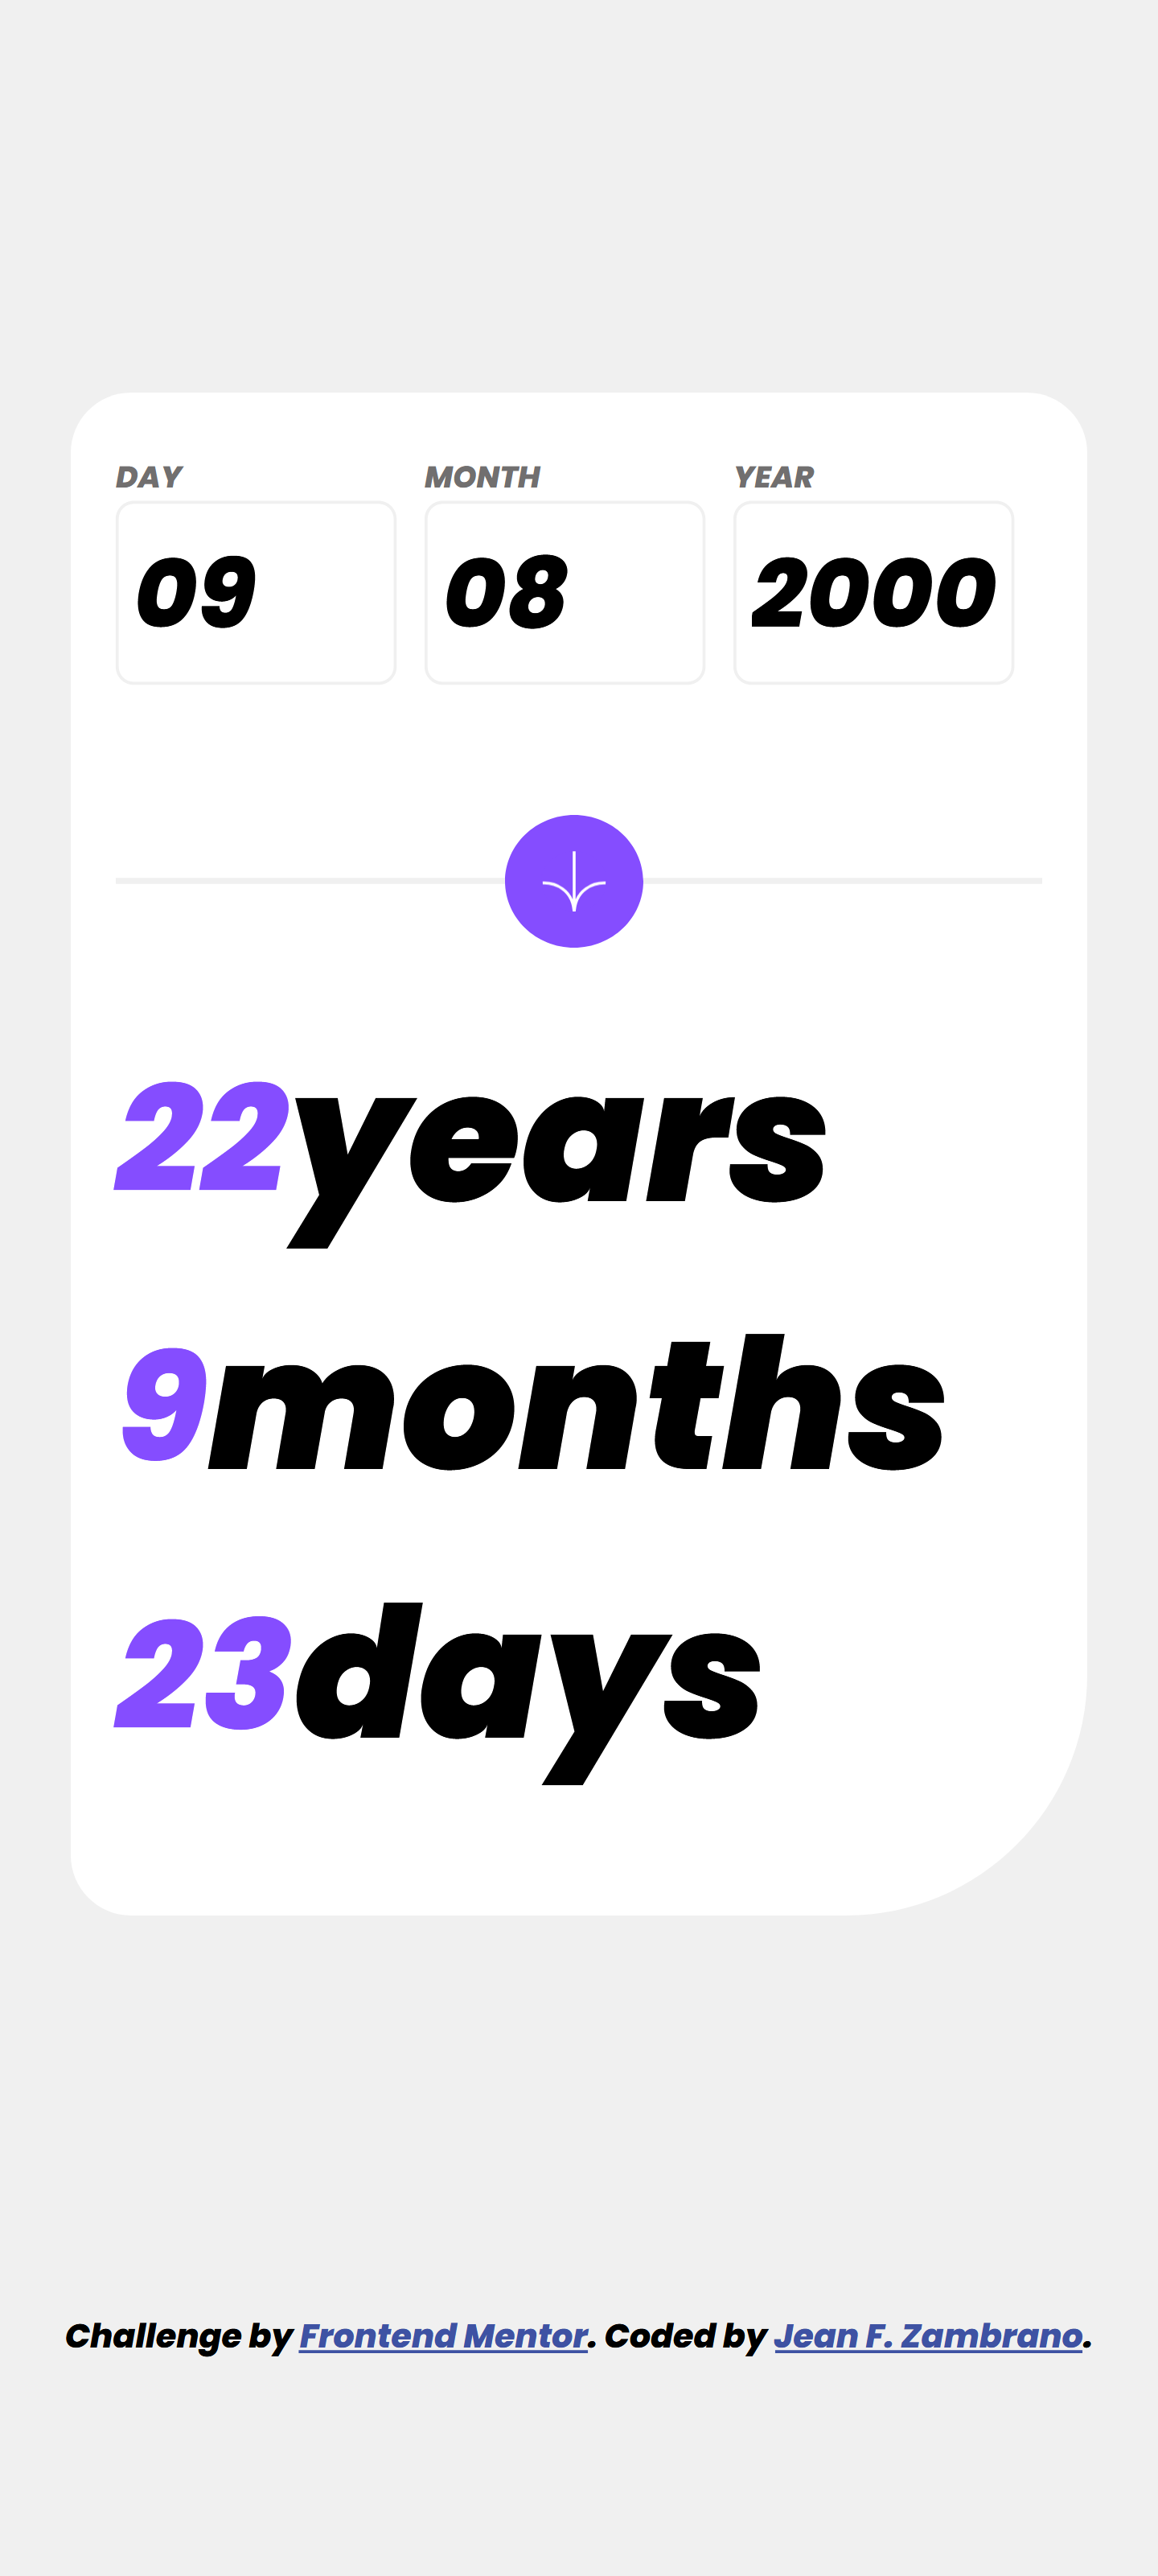 DAY MONTH YEAR
09 08 2000
22years
9months
23days
Challenge by Frontend Mentor. Coded by Jean F. Zambrano.